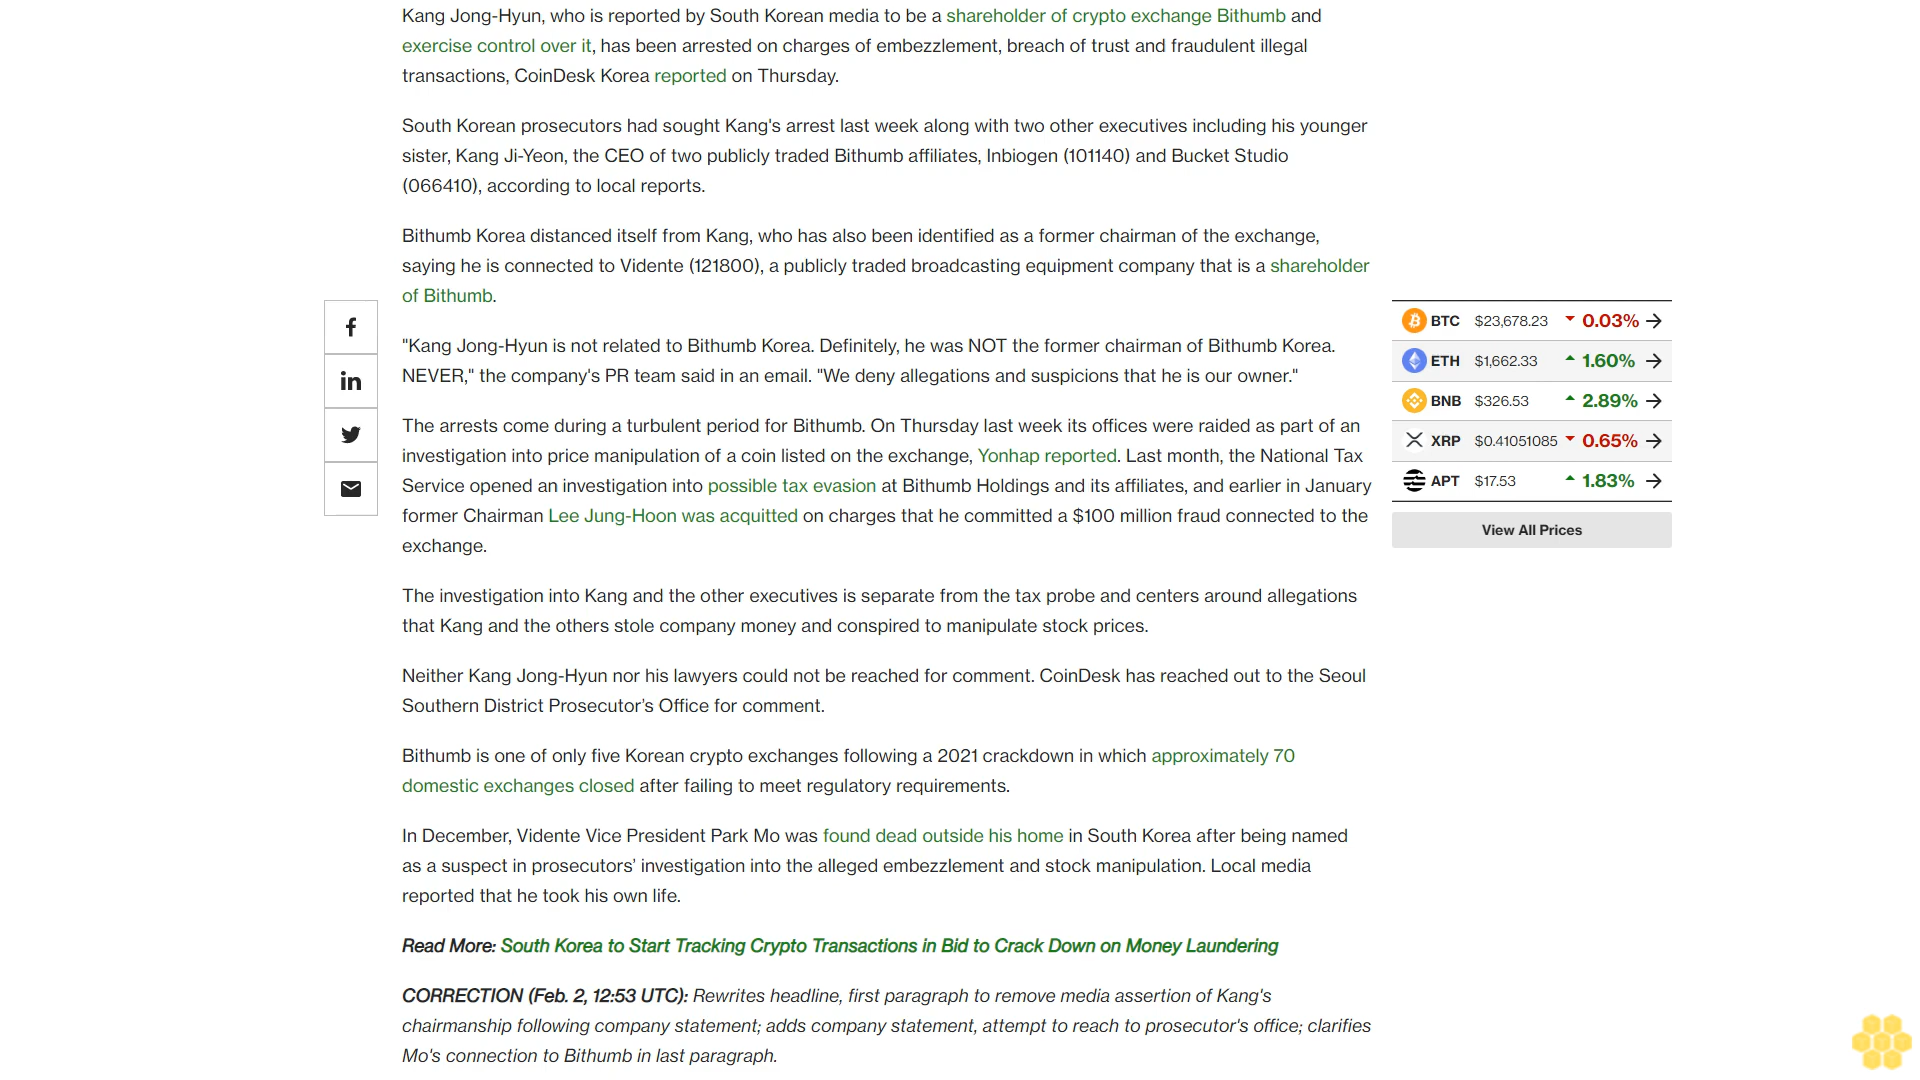 Kang Jong-Hyun, who is reported by South Korean media to be a shareholder of crypto exchange Bithumb and
exercise control over it, has been arrested on charges of embezzlement, breach of trust and fraudulent illegal
transactions, CoinDesk Korea reported on Thursday.
South Korean prosecutors had sought Kang's arrest last week along with two other executives including his younger
sister, Kang Ji-Yeon, the CEO of two publicly traded Bithumb affiliates, Inbiogen (101140) and Bucket Studio
(066410), according to local reports.
Bithumb Korea distanced itself from Kang, who has also been identified as a former chairman of the exchange,
saying he is connected to Vidente (121800), a publicly traded broadcasting equipment company that is a shareholder
of Bithumb.
"Kang Jong-Hyun is not related to Bithumb Korea. Definitely, he was NOT the former chairman of Bithumb Korea.
NEVER," the company's PR team said in an email. "We deny allegations and suspicions that he is our owner."
The arrests come during a turbulent period for Bithumb. On Thursday last week its offices were raided as part of an
investigation into price manipulation of a coin listed on the exchange, Yonhap reported. Last month, the National Tax
Service opened an investigation into possible tax evasion at Bithumb Holdings and its affiliates, and earlier in January
former Chairman Lee Jung-Hoon was acquitted on charges that he committed a $100 million fraud connected to the
exchange.
The investigation into Kang and the other executives is separate from the tax probe and centers around allegations
that Kang and the others stole company money and conspired to manipulate stock prices.
Neither Kang Jong-Hyun nor his lawyers could not be reached for comment. CoinDesk has reached out to the Seoul
Southern District Prosecutor's Office for comment.
Bithumb is one of only five Korean crypto exchanges following a 2021 crackdown in which approximately 70
domestic exchanges closed after failing to meet regulatory requirements.
In December, Vidente Vice President Park Mo was found dead outside his home in South Korea after being named
as a suspect in prosecutors' investigation into the alleged embezzlement and stock manipulation. Local media
reported that he took his own life.
Read More: South Korea to Start Tracking Crypto Transactions in Bid to Crack Down on Money Laundering
CORRECTION (Feb. 2, 12:53 UTC): Rewrites headline, first paragraph to remove media assertion of Kang's
chairmanship following company statement; adds company statement, attempt to reach to prosecutor's office; clarifies
Mo's connection to Bithumb in last paragraph.
BTC $23,678.23 0.03%
ETH $1,662.33 1.60%
BNB $326.53 2.89%
XRP $0.41051085 0.65%
APT $17.53 1.83%
View All Prices